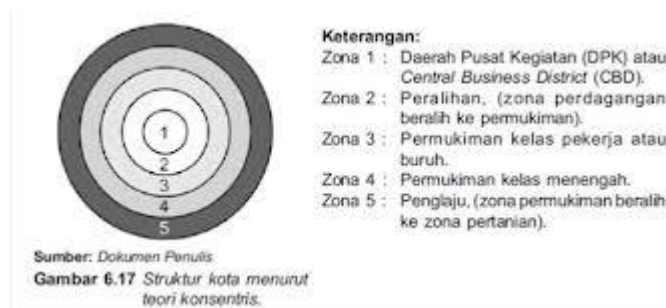 1
2
3
4
5
Sumber: Dokumen Penulis
Gambar 6.17 Struktur kota menurut
teori konsentris.
Keterangan:
Zona 1 : Daerah Pusat Kegiatan (DPK) atau
Central Business District (CBD).
Zona 2 : Peralihan, (zona perdagangan
beralih ke permukiman).
Zona 3 : Permukiman kelas pekerja atau
buruh.
Zona 4 : Permukiman kelas menengah.
Zona 5 : Penglaju, (zona permukiman beralih
ke zona pertanian).